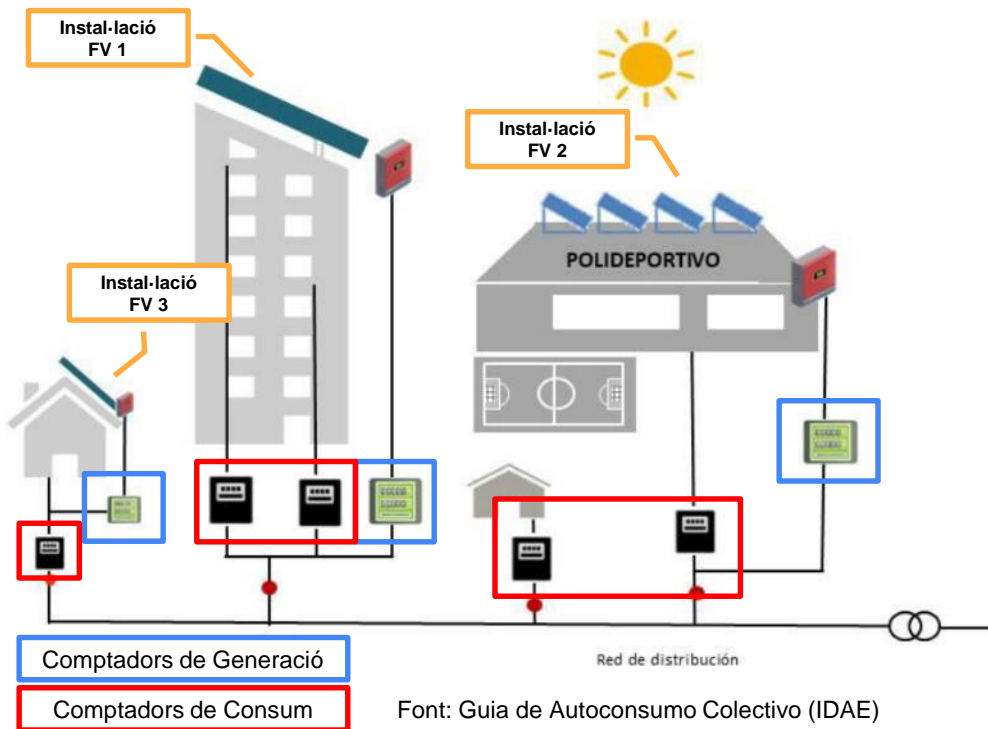 Instal·lació
FV 1
Instal·lació
FV 2
Instal·lació
FV 3
POLIDEPORTIVO
Comptadors de Generació
Red de distribución
Comptadors de Consum
Font: Guia de Autoconsumo Colectivo (IDAE)